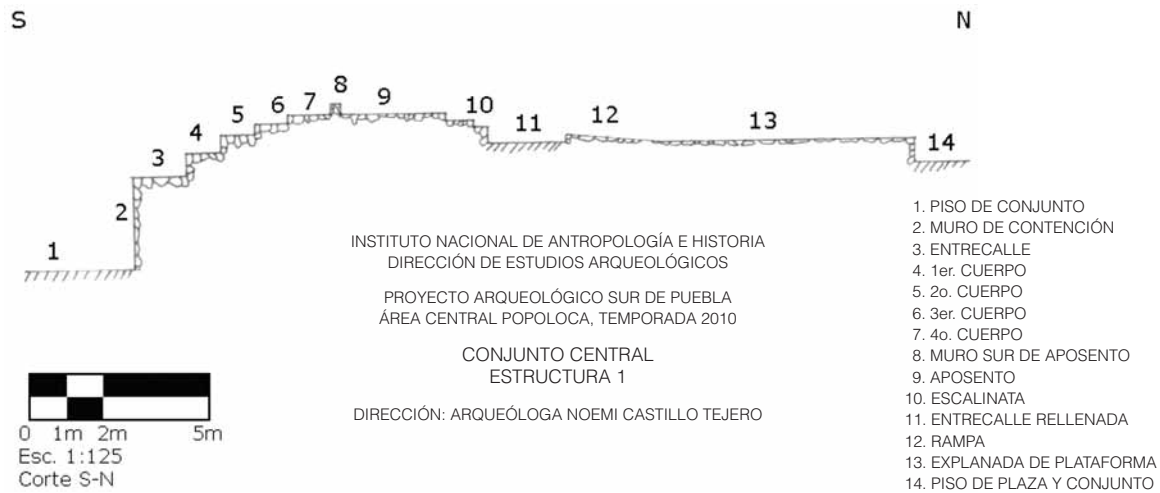 S
N
1
2
3
4
5
6
7
8
9
10
11
12
13
14
INSTITUTO NACIONAL DE ANTROPOLOGÍA E HISTORIA
DIRECCIÓN DE ESTUDIOS ARQUEOLÓGICOS
PROYECTO ARQUEOLÓGICO SUR DE PUEBLA
ÁREA CENTRAL POPOLOCA, TEMPORADA 2010
CONJUNTO CENTRAL
ESTRUCTURA 1
DIRECCIÓN: ARQUEÓLOGA NOEMI CASTILLO TEJERO
0 1m 2m 5m
Esc. 1:125
Corte S-N
1. PISO DE CONJUNTO
2. MURO DE CONTENCIÓN
3. ENTRECALLE
4. 1er. CUERPO
5. 2o. CUERPO
6. 3er. CUERPO
7. 4o. CUERPO
8. MURO SUR DE APOSENTO
9. APOSENTO
10. ESCALINATA
11. ENTRECALLE RELLENADA
12. RAMPA
13. EXPLANADA DE PLATAFORMA
14. PISO DE PLAZA Y CONJUNTO